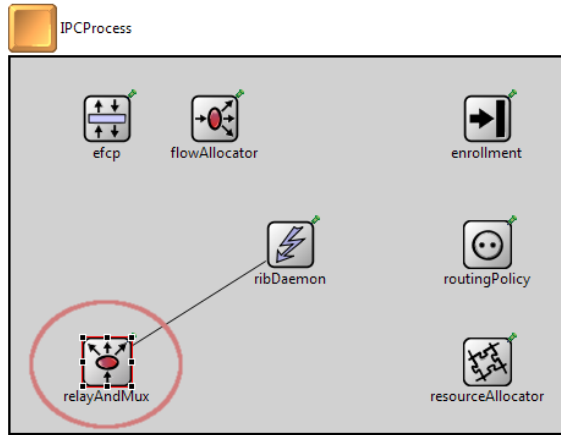 IPCProcess
efcp
flowAllocator
enrollment
ribDaemon
routingPolicy
relayAndMux
resourceAllocator